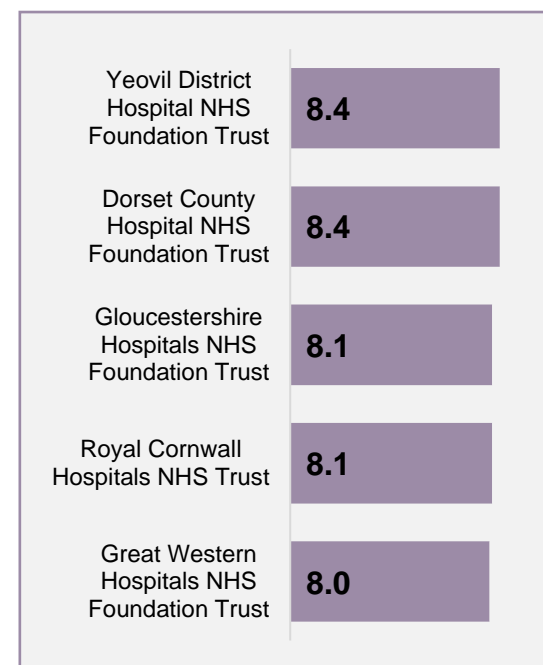 Yeovil District
Hospital NHS
Foundation Trust
8.4
Dorset County
Hospital NHS
Foundation Trust
8.4
Gloucestershire
Hospitals NHS
Foundation Trust
8.1
Royal Cornwall
Hospitals NHS Trust
8.1
Great Western
Hospitals NHS
Foundation Trust
8.0